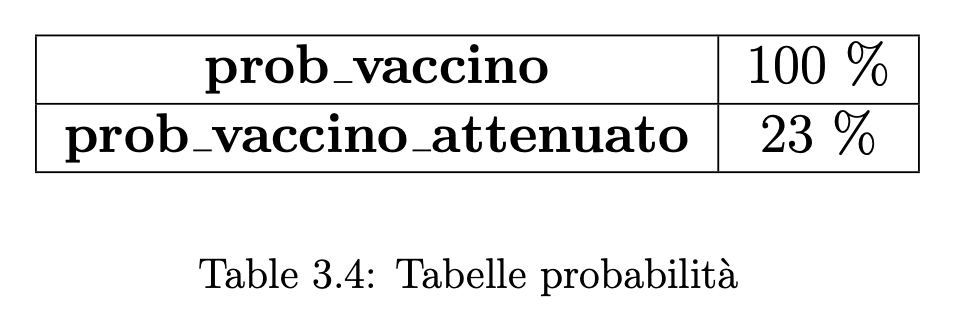 prob_vaccino 100 %
prob_vaccino_attenuato 23 %
Table 3.4: Tabelle probabilità